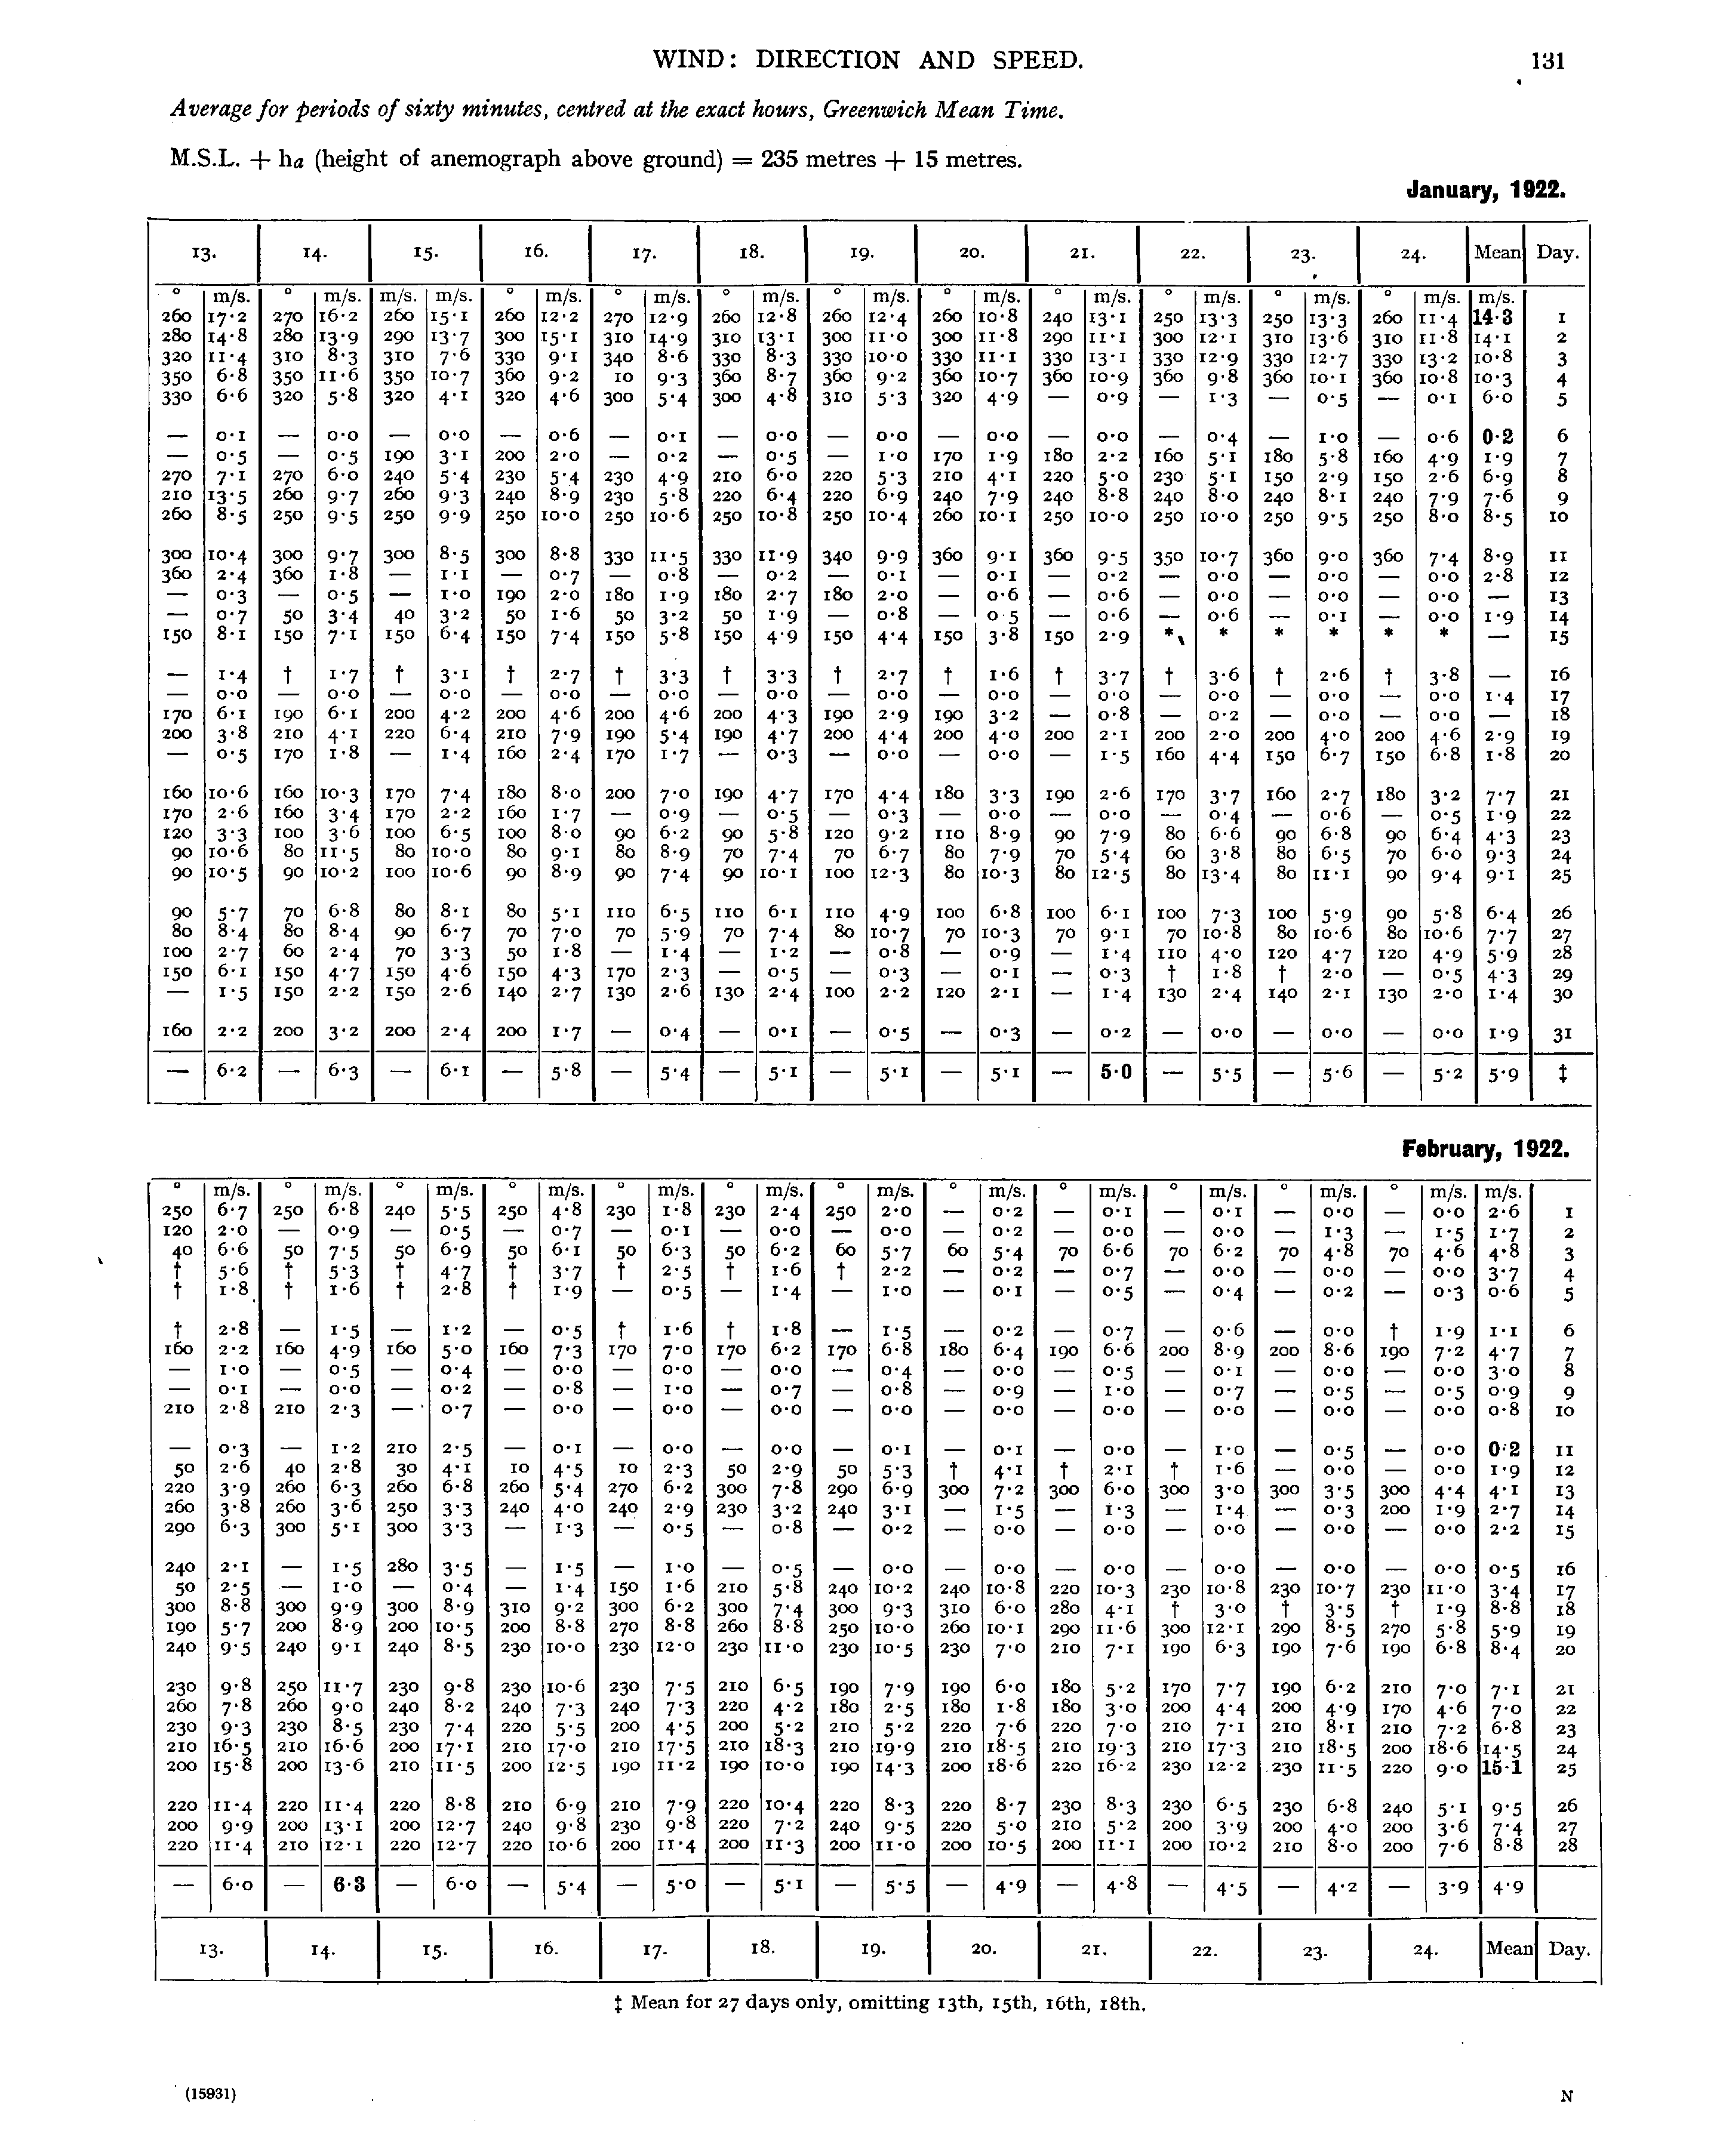 WIND: DIRECTION AND SPEED. 131
Average for periods of sixty minutes, centred at the exact hours, Greenwich Mean Time.
M.S.L. + ha (height of anemograph above ground) = 235 metres + 15 metres.
January, 1922.
13. 14. 15. 16. 17. 18. 19. 20. 21. 22. 23. 24. Mean Day.
° m/s. ° m/s. m/s. m/s. ° m/s. ° m/s. ° m/s. ° m/s. ° m/s. ° m/s. ° m/s. ° m/s. ° m/s. m/s.
260 17·2 270 16·2 260 15·1 260 12·2 270 12·9 260 12·8 260 12·4 260 10·8 240 13·1 250 13·3 250 13·3 260 11·4 14·3 1
280 14·8 280 13·9 290 13·7 300 15·1 310 14·9 310 13·1 300 11·0 300 11·8 290 11·1 300 12·1 310 13·6 310 11·8 14·1 2
320 11·4 310 8·3 310 7·6 330 9·1 340 8·6 330 8·3 330 10·0 330 11·1 330 13·1 330 12·9 330 12·7 330 13·2 10·8 3
350 6·8 350 11·6 350 10·7 360 9·2 10 9·3 360 8·7 360 9·2 360 10·7 360 10·9 360 9·8 360 10·1 360 10·8 10·3 4
330 6·6 320 5·8 320 4·1 320 4·6 300 5·4 300 4·8 310 5·3 320 4·9 — 0·9 — 1·3 — 0·5 — 0·1 6·0 5
— 0·1 — 0·0 — 0·0 — 0·6 — 0·1 — 0·0 — 0·0 — 0·0 — 0·0 — 0·4 — 1·0 — 0·6 0·2 6
— 0·5 — 0·5 190 3·1 200 2·0 — 0·2 — 0·5 — 1·0 170 1·9 180 2·2 160 5·1 180 5·8 160 4·9 1·9 7
270 7·1 270 6·0 240 5·4 230 5·4 230 4·9 210 6·0 220 5·3 210 4·1 220 5·0 230 5·1 150 2·9 150 2·6 6·9 8
210 13·5 260 9·7 260 9·3 240 8·9 230 5·8 220 6·4 220 6·9 240 7·9 240 8·8 240 8·0 240 8·1 240 7·9 7·6 9
260 8·5 250 9·5 250 9·9 250 10·0 250 10·6 250 10·8 250 10·4 260 10·1 250 10·0 250 10·0 250 9·5 250 8·0 8·5 10
300 10·4 300 9·7 300 8·5 300 8·8 330 11·5 330 11·9 340 9·9 360 9·1 360 9·5 350 10·7 360 9·0 360 7·4 8·9 11
360 2·4 360 1·8 — 1·1 — 0·7 — 0·8 — 0·2 — 0·1 — 0·1 — 0·2 — 0·0 — 0·0 — 0·0 2·8 12
— 0·3 — 0·5 — 1·0 190 2·0 180 1·9 180 2·7 180 2·0 — 0·6 — 0·6 — 0·0 — 0·0 — 0·0 — 13
— 0·7 50 3·4 40 3·2 50 1·6 50 3·2 50 1·9 — 0·8 — 0·5 — 0·6 — 0·6 — 0·1 — 0·0 1·9 14
150 8·1 150 7·1 150 6·4 150 7·4 150 5·8 150 4·9 150 4·4 150 3·8 150 2·9 * * * * * * — 15
— 1·4 † 1·7 † 3·1 † 2·7 † 3·3 † 3·3 † 2·7 † 1·6 † 3·7 † 3·6 † 2·6 † 3·8 — 16
— 0·0 — 0·0 — 0·0 — 0·0 — 0·0 — 0·0 — 0·0 — 0·0 — 0·0 — 0·0 — 0·0 — 0·0 1·4 17
170 6·1 190 6·1 200 4·2 200 4·6 200 4·6 200 4·3 190 2·9 190 3·2 — 0·8 — 0·2 — 0·0 — 0·0 — 18
200 3·8 210 4·1 220 6·4 210 7·9 190 5·4 190 4·7 200 4·4 200 4·0 200 2·1 200 2·0 200 4·0 200 4·6 2·9 19
— 0·5 170 1·8 — 1·4 160 2·4 170 1·7 — 0·3 — 0·0 — 0·0 — 1·5 160 4·4 150 6·7 150 6·8 1·8 20
160 10·6 160 10·3 170 7·4 180 8·0 200 7·0 190 4·7 170 4·4 180 3·3 190 2·6 170 3·7 160 2·7 180 3·2 7·7 21
170 2·6 160 3·4 170 2·2 160 1·7 — 0·9 — 0·5 — 0·3 — 0·0 — 0·0 — 0·4 — 0·6 — 0·5 1·9 22
120 3·3 100 3·6 100 6·5 100 8·0 90 6·2 90 5·8 120 9·2 110 8·9 90 7·9 80 6·6 90 6·8 90 6·4 4·3 23
90 10·6 80 11·5 80 10·0 80 9·1 80 8·9 70 7·4 70 6·7 80 7·9 70 5·4 60 3·8 80 6·5 70 6·0 9·3 24
90 10·5 90 10·2 100 10·6 90 8·9 90 7·4 90 10·1 100 12·3 80 10·3 80 12·5 80 13·4 80 11·1 90 9·4 9·1 25
90 5·7 70 6·8 80 8·1 80 5·1 110 6·5 110 6·1 110 4·9 100 6·8 100 6·1 100 7·3 100 5·9 90 5·8 6·4 26
80 8·4 80 8·4 90 6·7 70 7·0 70 5·9 70 7·4 80 10·7 70 10·3 70 9·1 70 10·8 80 10·6 80 10·6 7·7 27
100 2·7 60 2·4 70 3·3 50 1·8 — 1·4 — 1·2 — 0·8 — 0·9 — 1·4 110 4·0 120 4·7 120 4·9 5·9 28
150 6·1 150 4·7 150 4·6 150 4·3 170 2·3 — 0·5 — 0·3 — 0·1 — 0·3 † 1·8 † 2·0 — 0·5 4·3 29
— 1·5 150 2·2 150 2·6 140 2·7 130 2·6 130 2·4 100 2·2 120 2·1 — 1·4 130 2·4 140 2·1 130 2·0 1·4 30
160 2·2 200 3·2 200 2·4 200 1·7 — 0·4 — 0·1 — 0·5 — 0·3 — 0·2 — 0·0 — 0·0 — 0·0 1·9 31
— 6·2 — 6·3 — 6·1 — 5·8 — 5·4 — 5·1 — 5·1 — 5·1 — 5·0 — 5·5 — 5·6 — 5·2 5·9 ‡
February, 1922.
° m/s. ° m/s. ° m/s. ° m/s. ° m/s. ° m/s. ° m/s. ° m/s. ° m/s. ° m/s. ° m/s. ° m/s. m/s.
250 6·7 250 6·8 240 5·5 250 4·8 230 1·8 230 2·4 250 2·0 — 0·2 — 0·1 — 0·1 — 0·0 — 0·0 2·6 1
120 2·0 — 0·9 — 0·5 — 0·7 — 0·1 — 0·0 — 0·0 — 0·2 — 0·0 — 0·0 — 1·3 — 1·5 1·7 2
40 6·6 50 7·5 50 6·9 50 6·1 50 6·3 50 6·2 60 5·7 60 5·4 70 6·6 70 6·2 70 4·8 70 4·6 4·8 3
† 5·6 † 5·3 † 4·7 † 3·7 † 2·5 † 1·6 † 2·2 — 0·2 — 0·7 — 0·0 — 0·0 — 0·0 3·7 4
† 1·8 † 1·6 † 2·8 † 1·9 — 0·5 — 1·4 — 1·0 — 0·1 — 0·5 — 0·4 — 0·2 — 0·3 0·6 5
† 2·8 — 1·5 — 1·2 — 0·5 † 1·6 † 1·8 — 1·5 — 0·2 — 0·7 — 0·6 — 0·0 † 1·9 1·1 6
160 2·2 160 4·9 160 5·0 160 7·3 170 7·0 170 6·2 170 6·8 180 6·4 190 6·6 200 8·9 200 8·6 190 7·2 4·7 7
— 1·0 — 0·5 — 0·4 — 0·0 — 0·0 — 0·0 — 0·4 — 0·0 — 0·5 — 0·1 — 0·0 — 0·0 3·0 8
— 0·1 — 0·0 — 0·2 — 0·8 — 1·0 — 0·7 — 0·8 — 0·9 — 1·0 — 0·7 — 0·5 — 0·5 0·9 9
210 2·8 210 2·3 — 0·7 — 0·0 — 0·0 — 0·0 — 0·0 — 0·0 — 0·0 — 0·0 — 0·0 — 0·0 0·8 10
— 0·3 — 1·2 210 2·5 — 0·1 — 0·0 — 0·0 — 0·1 — 0·1 — 0·0 — 1·0 — 0·5 — 0·0 0·2 11
50 2·6 40 2·8 30 4·1 10 4·5 10 2·3 50 2·9 50 5·3 † 4·1 † 2·1 † 1·6 — 0·0 — 0·0 1·9 12
220 3·9 260 6·3 260 6·8 260 5·4 270 6·2 300 7·8 290 6·9 300 7·2 300 6·0 300 3·0 300 3·5 300 4·4 4·1 13
260 3·8 260 3·6 250 3·3 240 4·0 240 2·9 230 3·2 240 3·1 — 1·5 — 1·3 — 1·4 — 0·3 200 1·9 2·7 14
290 6·3 300 5·1 300 3·3 — 1·3 — 0·5 — 0·8 — 0·2 — 0·0 — 0·0 — 0·0 — 0·0 — 0·0 2·2 15
240 2·1 — 1·5 280 3·5 — 1·5 — 1·0 — 0·5 — 0·0 — 0·0 — 0·0 — 0·0 — 0·0 — 0·0 0·5 16
50 2·5 — 1·0 — 0·4 — 1·4 150 1·6 210 5·8 240 10·2 240 10·8 220 10·3 230 10·8 230 10·7 230 11·0 3·4 17
300 8·8 300 9·9 300 8·9 310 9·2 300 6·2 300 7·4 300 9·3 310 6·0 280 4·1 † 3·0 † 3·5 † 1·9 8·8 18
190 5·7 200 8·9 200 10·5 200 8·8 270 8·8 260 8·8 250 10·0 260 10·1 290 11·6 300 12·1 290 8·5 270 5·8 5·9 19
240 9·5 240 9·1 240 8·5 230 10·0 230 12·0 230 11·0 230 10·5 230 7·0 210 7·1 190 6·3 190 7·6 190 6·8 8·4 20
230 9·8 250 11·7 230 9·8 230 10·6 230 7·5 210 6·5 190 7·9 190 6·0 180 5·2 170 7·7 190 6·2 210 7·0 7·1 21
260 7·8 260 9·0 240 8·2 240 7·3 240 7·3 220 4·2 180 2·5 180 1·8 180 3·0 200 4·4 200 4·9 170 4·6 7·0 22
230 9·3 230 8·5 230 7·4 220 5·5 200 4·5 200 5·2 210 5·2 220 7·6 220 7·0 210 7·1 210 8·1 210 7·2 6·8 23
210 16·5 210 16·6 200 17·1 210 17·0 210 17·5 210 18·3 210 19·9 210 18·5 210 19·3 210 17·3 210 18·5 200 18·6 14·5 24
200 15·8 200 13·6 210 11·5 200 12·5 190 11·2 190 10·0 190 14·3 200 18·6 220 16·2 230 12·2 230 11·5 220 9·0 15·1 25
220 11·4 220 11·4 220 8·8 210 6·9 210 7·9 220 10·4 220 8·3 220 8·7 230 8·3 230 6·5 230 6·8 240 5·1 9·5 26
200 9·9 200 13·1 200 12·7 240 9·8 230 9·8 220 7·2 240 9·5 220 5·0 210 5·2 200 3·9 200 4·0 200 3·6 7·4 27
220 11·4 210 12·1 220 12·7 220 10·6 200 11·4 200 11·3 200 11·0 200 10·5 200 11·1 200 10·2 210 8·0 200 7·6 8·8 28
— 6·0 — 6·3 — 6·0 — 5·4 — 5·0 — 5·1 — 5·5 — 4·9 — 4·8 — 4·5 — 4·2 — 3·9 4·9
13. 14. 15. 16. 17. 18. 19. 20. 21. 22. 23. 24. Mean Day.
‡ Mean for 27 days only, omitting 13th, 15th, 16th, 18th.
(15931) N